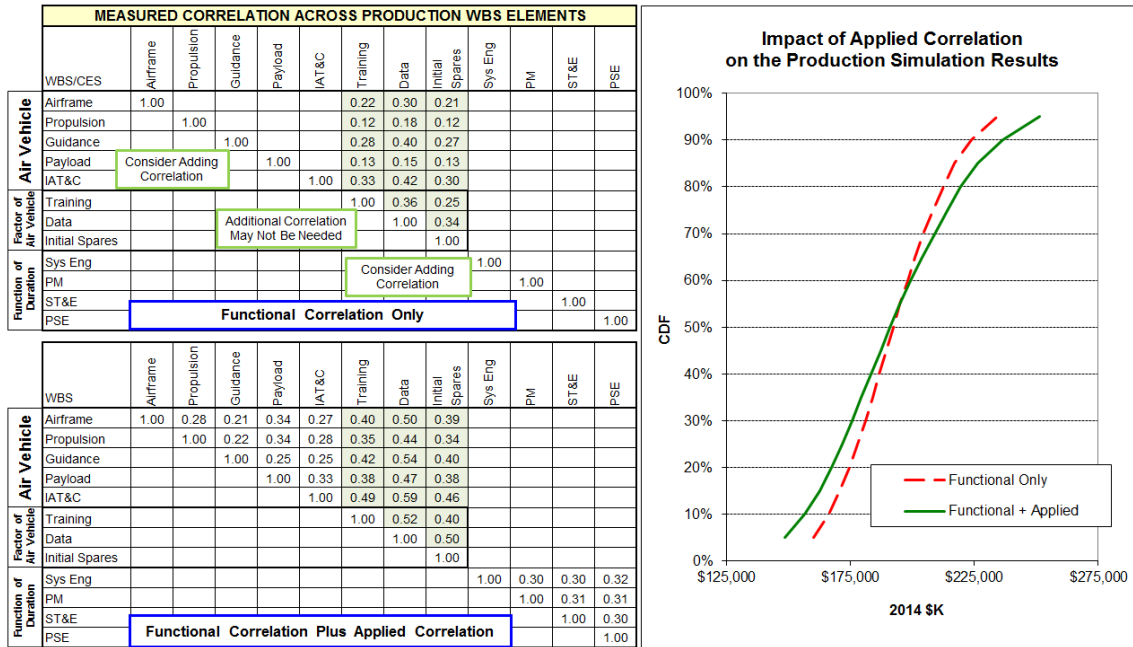 MEASURED CORRELATION ACROSS PRODUCTION WBS ELEMENTS
WBS/CES Airframe Propulsion Guidance Payload IAT&C Training Data Initial Spares Sys Eng PM ST&E PSE
Air Vehicle
Airframe 1.00 0.22 0.30 0.21
Propulsion 1.00 0.12 0.18 0.12
Guidance 1.00 0.28 0.40 0.27
Payload 1.00 0.13 0.15 0.13
IAT&C 1.00 0.33 0.42 0.30
Consider Adding
Correlation
Factor of
Air Vehicle
Training 1.00 0.36 0.25
Data 1.00 0.34
Initial Spares 1.00
Additional Correlation
May Not Be Needed
Function of
Duration
Sys Eng 1.00
PM 1.00
ST&E 1.00
PSE 1.00
Consider Adding
Correlation
Functional Correlation Only
WBS Airframe Propulsion Guidance Payload IAT&C Training Data Initial Spares Sys Eng PM ST&E PSE
Air Vehicle
Airframe 1.00 0.28 0.21 0.34 0.27 0.40 0.50 0.39
Propulsion 1.00 0.22 0.34 0.28 0.35 0.44 0.34
Guidance 1.00 0.25 0.25 0.42 0.54 0.40
Payload 1.00 0.33 0.38 0.47 0.38
IAT&C 1.00 0.49 0.59 0.46
Factor of
Air Vehicle
Training 1.00 0.52 0.40
Data 1.00 0.50
Initial Spares 1.00
Function of
Duration
Sys Eng 1.00 0.30 0.30 0.32
PM 1.00 0.31 0.31
ST&E 1.00 0.30
PSE 1.00
Functional Correlation Plus Applied Correlation
Impact of Applied Correlation
on the Production Simulation Results
100%
90%
80%
70%
60%
50%
40%
30%
20%
10%
0%
CDF
Functional Only
Functional + Applied
$125,000 $175,000 $225,000 $275,000
2014 $K